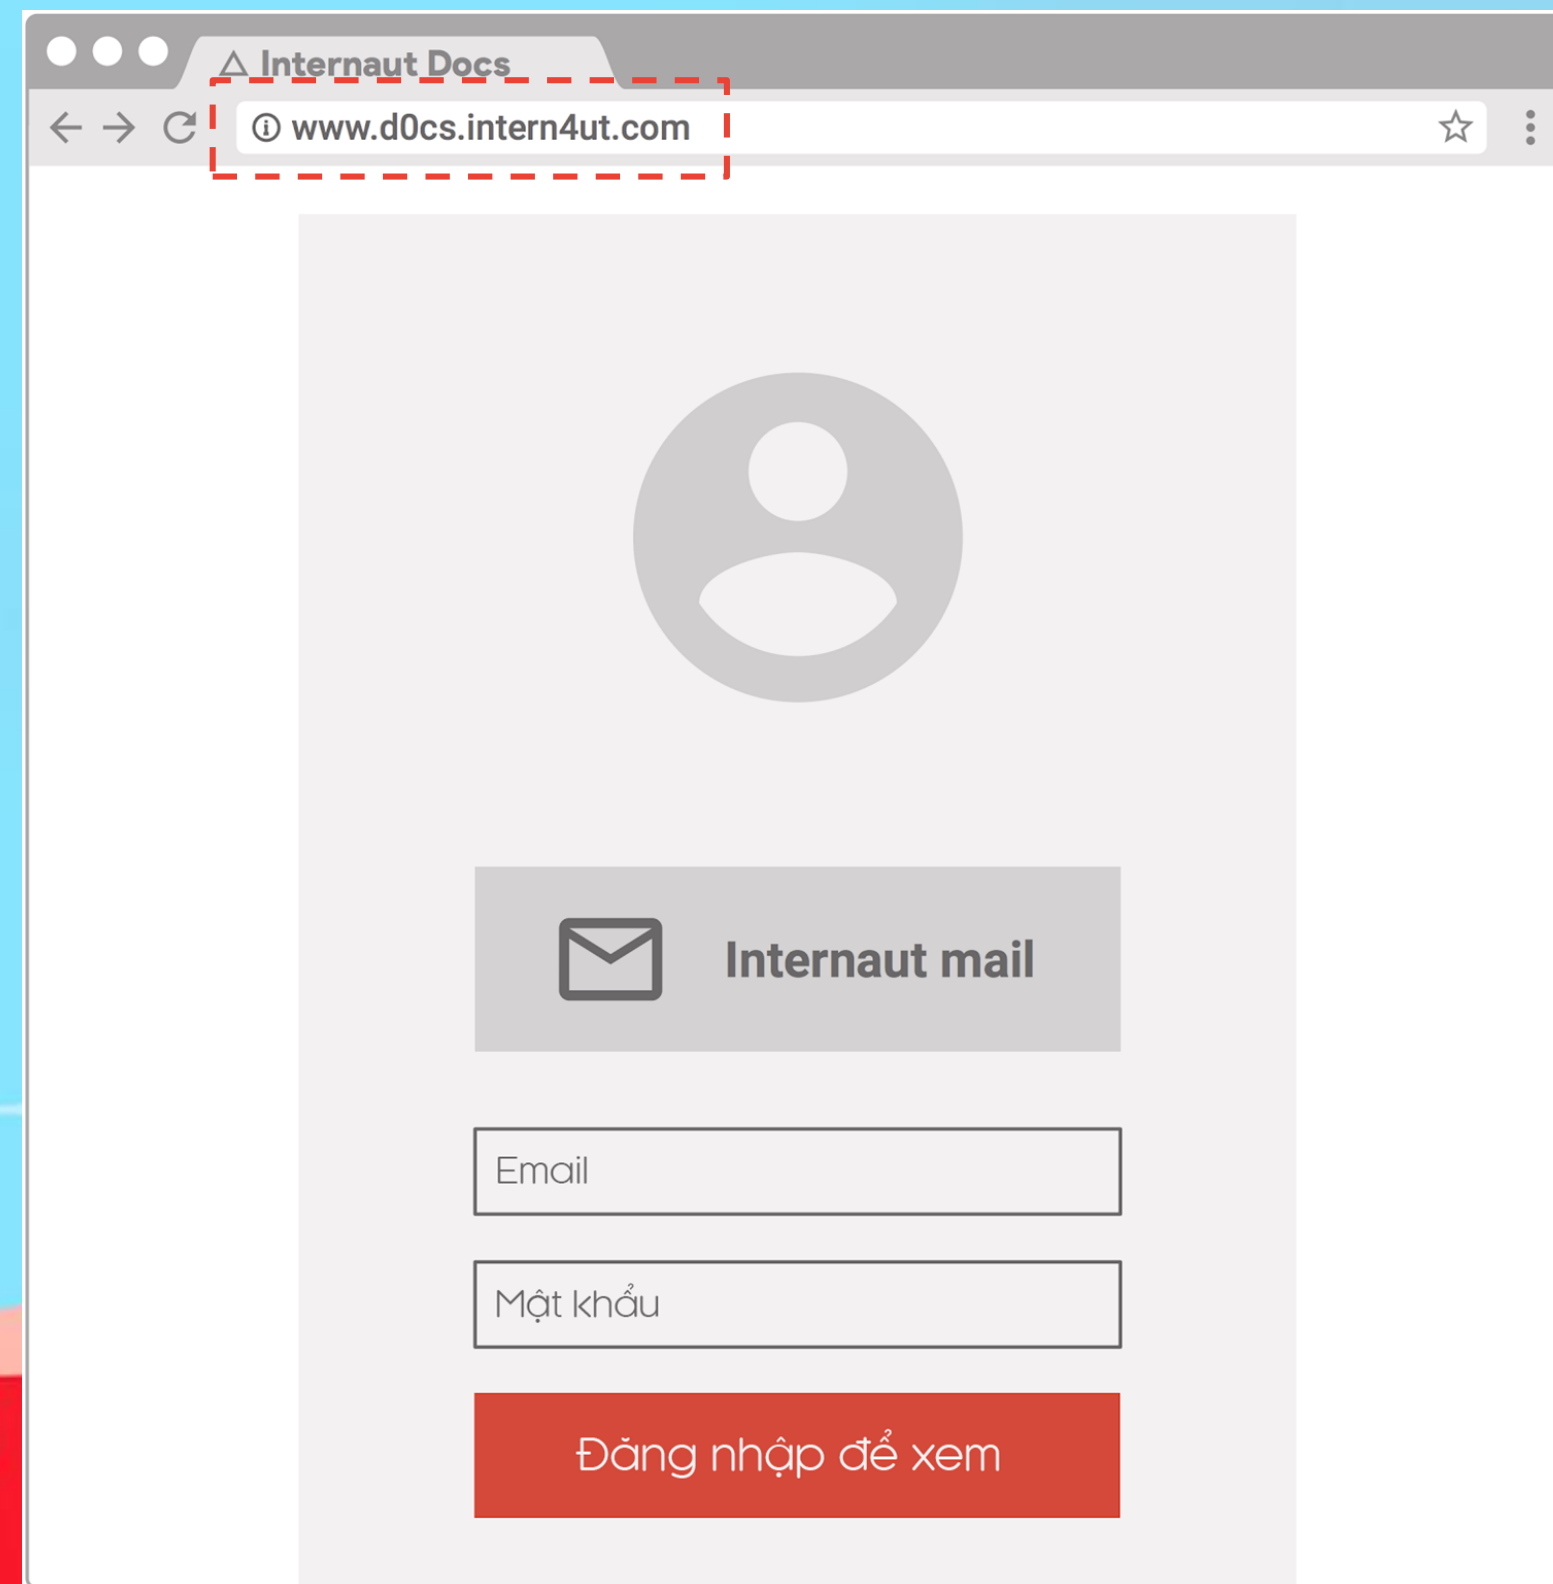 Internaut Docs
www.d0cs.intern4ut.com
Internaut mail
Email
Mật khẩu
Đăng nhập để xem